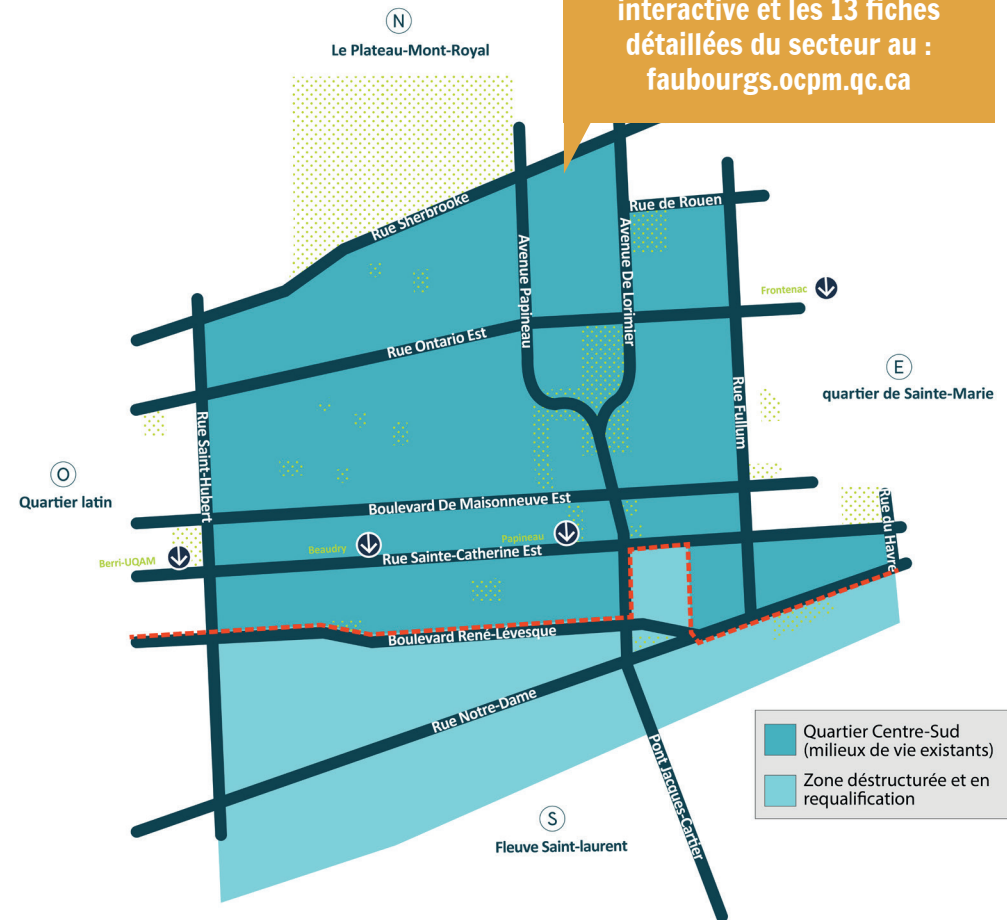 interactive et les 13 fiches
détaillées du secteur au :
faubourgs.ocpm.qc.ca
N
Le Plateau-Mont-Royal
Rue Sherbrooke
Rue de Rouen
Avenue Papineau
Avenue De Lorimier
Frontenac
Rue Ontario Est
E
quartier de Sainte-Marie
Rue Fullum
Rue Saint-Hubert
O
Quartier latin
Boulevard De Maisonneuve Est
Rue du Havre
Berri-UQAM
Beaudry
Papineau
Rue Sainte-Catherine Est
Boulevard René-Lévesque
Rue Notre-Dame
Pont Jacques-Cartier
Quartier Centre-Sud
(milieux de vie existants)
Zone déstructurée et en
requalification
S
Fleuve Saint-laurent